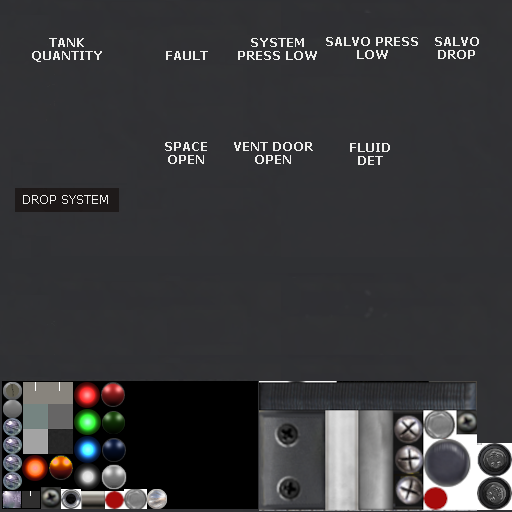 TANK
QUANTITY
FAULT
SYSTEM
PRESS LOW
SALVO PRESS
LOW
SALVO
DROP
SPACE
OPEN
VENT DOOR
OPEN
FLUID
DET
DROP SYSTEM